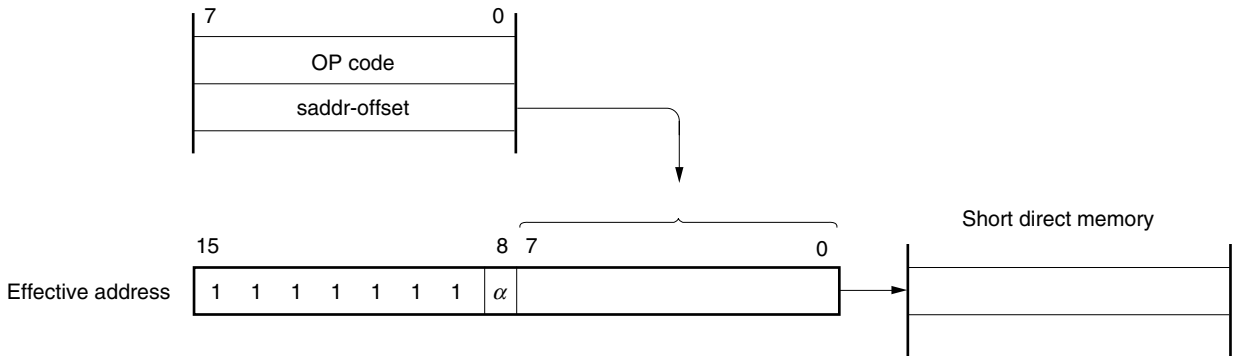 7 0
OP code
saddr-offset
Short direct memory
15 8 7 0
Effective address 1 1 1 1 1 1 1 α